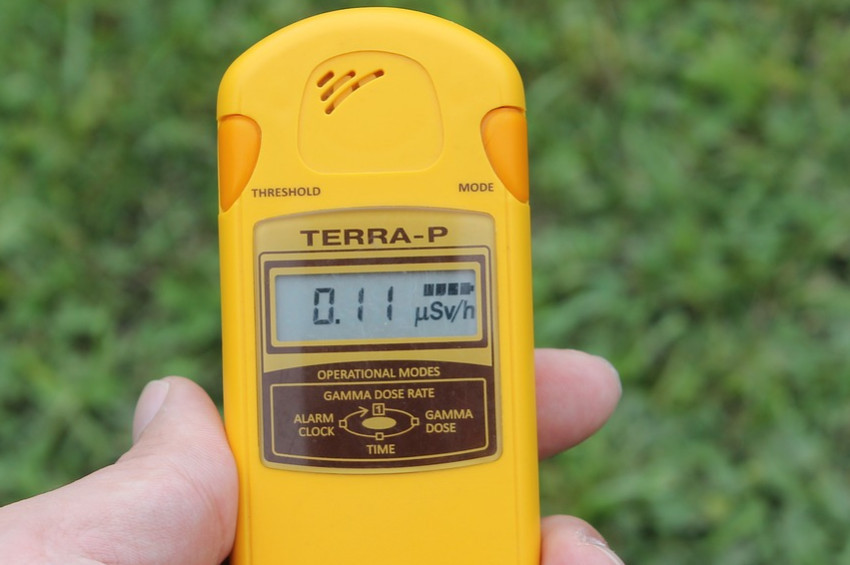 THRESHOLD MODE
TERRA-P
0.11 μSv/h
OPERATIONAL MODES
GAMMA DOSE RATE
1
ALARM CLOCK
GAMMA DOSE
TIME